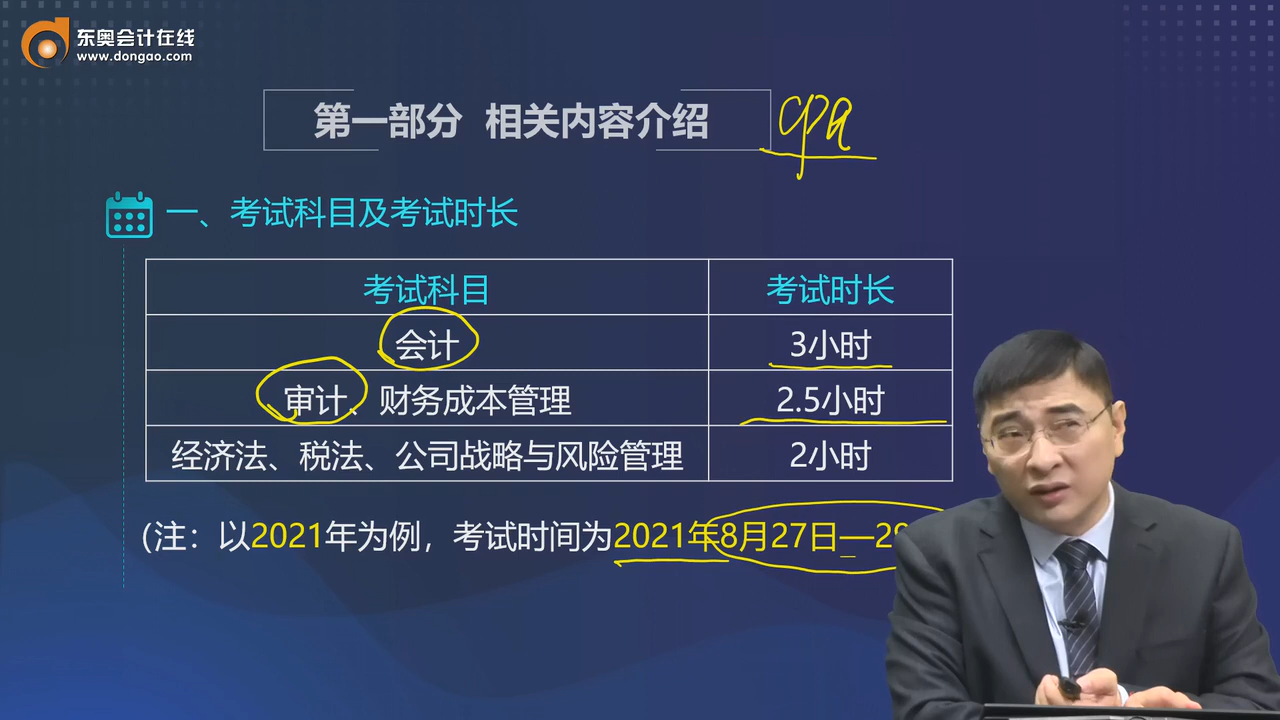 东奥会计在线
www.dongao.com
第一部分 相关内容介绍
cpa
一、考试科目及考试时长
考试科目 考试时长
会计 3小时
审计、财务成本管理 2.5小时
经济法、税法、公司战略与风险管理 2小时
(注：以2021年为例，考试时间为2021年8月27日—29